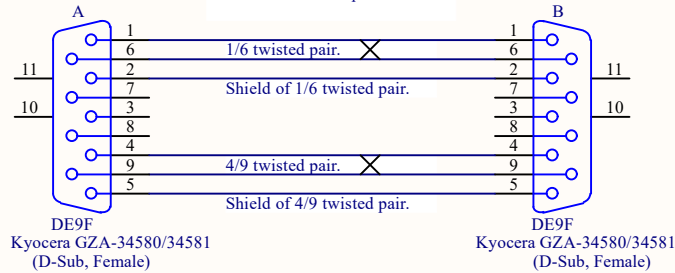 A B
1 1
6 1/6 twisted pair. 6
11 2 2 11
Shield of 1/6 twisted pair.
7 7
10 3 3 10
8 8
4 4
9 4/9 twisted pair. 9
5 5
Shield of 4/9 twisted pair.
DE9F DE9F
Kyocera GZA-34580/34581 Kyocera GZA-34580/34581
(D-Sub, Female) (D-Sub, Female)